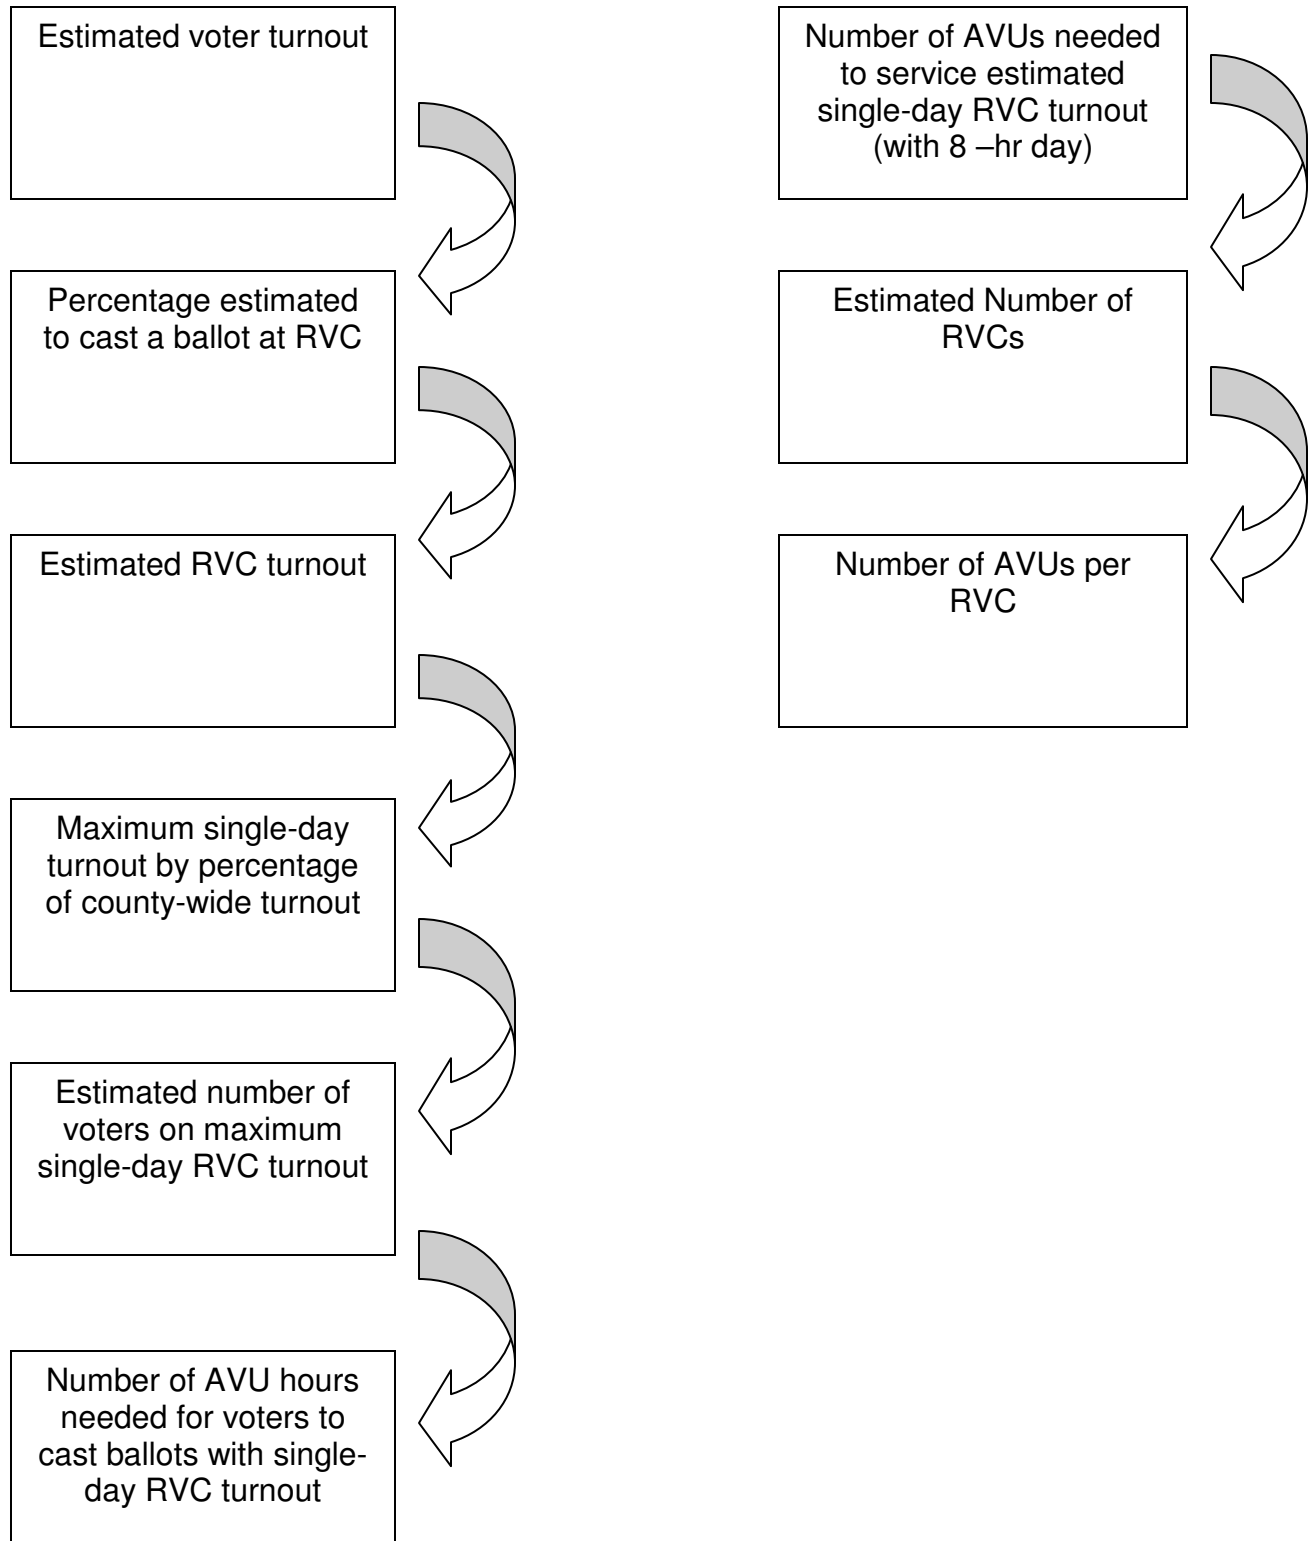 Estimated voter turnout
Percentage estimated
to cast a ballot at RVC
Estimated RVC turnout
Maximum single-day
turnout by percentage
of county-wide turnout
Estimated number of
voters on maximum
single-day RVC turnout
Number of AVU hours
needed for voters to
cast ballots with single-
day RVC turnout
Number of AVUs needed
to service estimated
single-day RVC turnout
(with 8 –hr day)
Estimated Number of
RVCs
Number of AVUs per
RVC